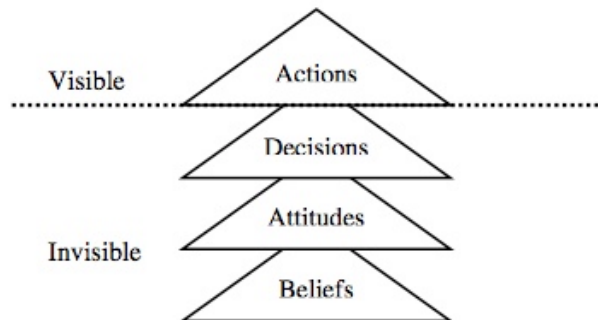 Visible
Actions
Decisions
Attitudes
Invisible
Beliefs